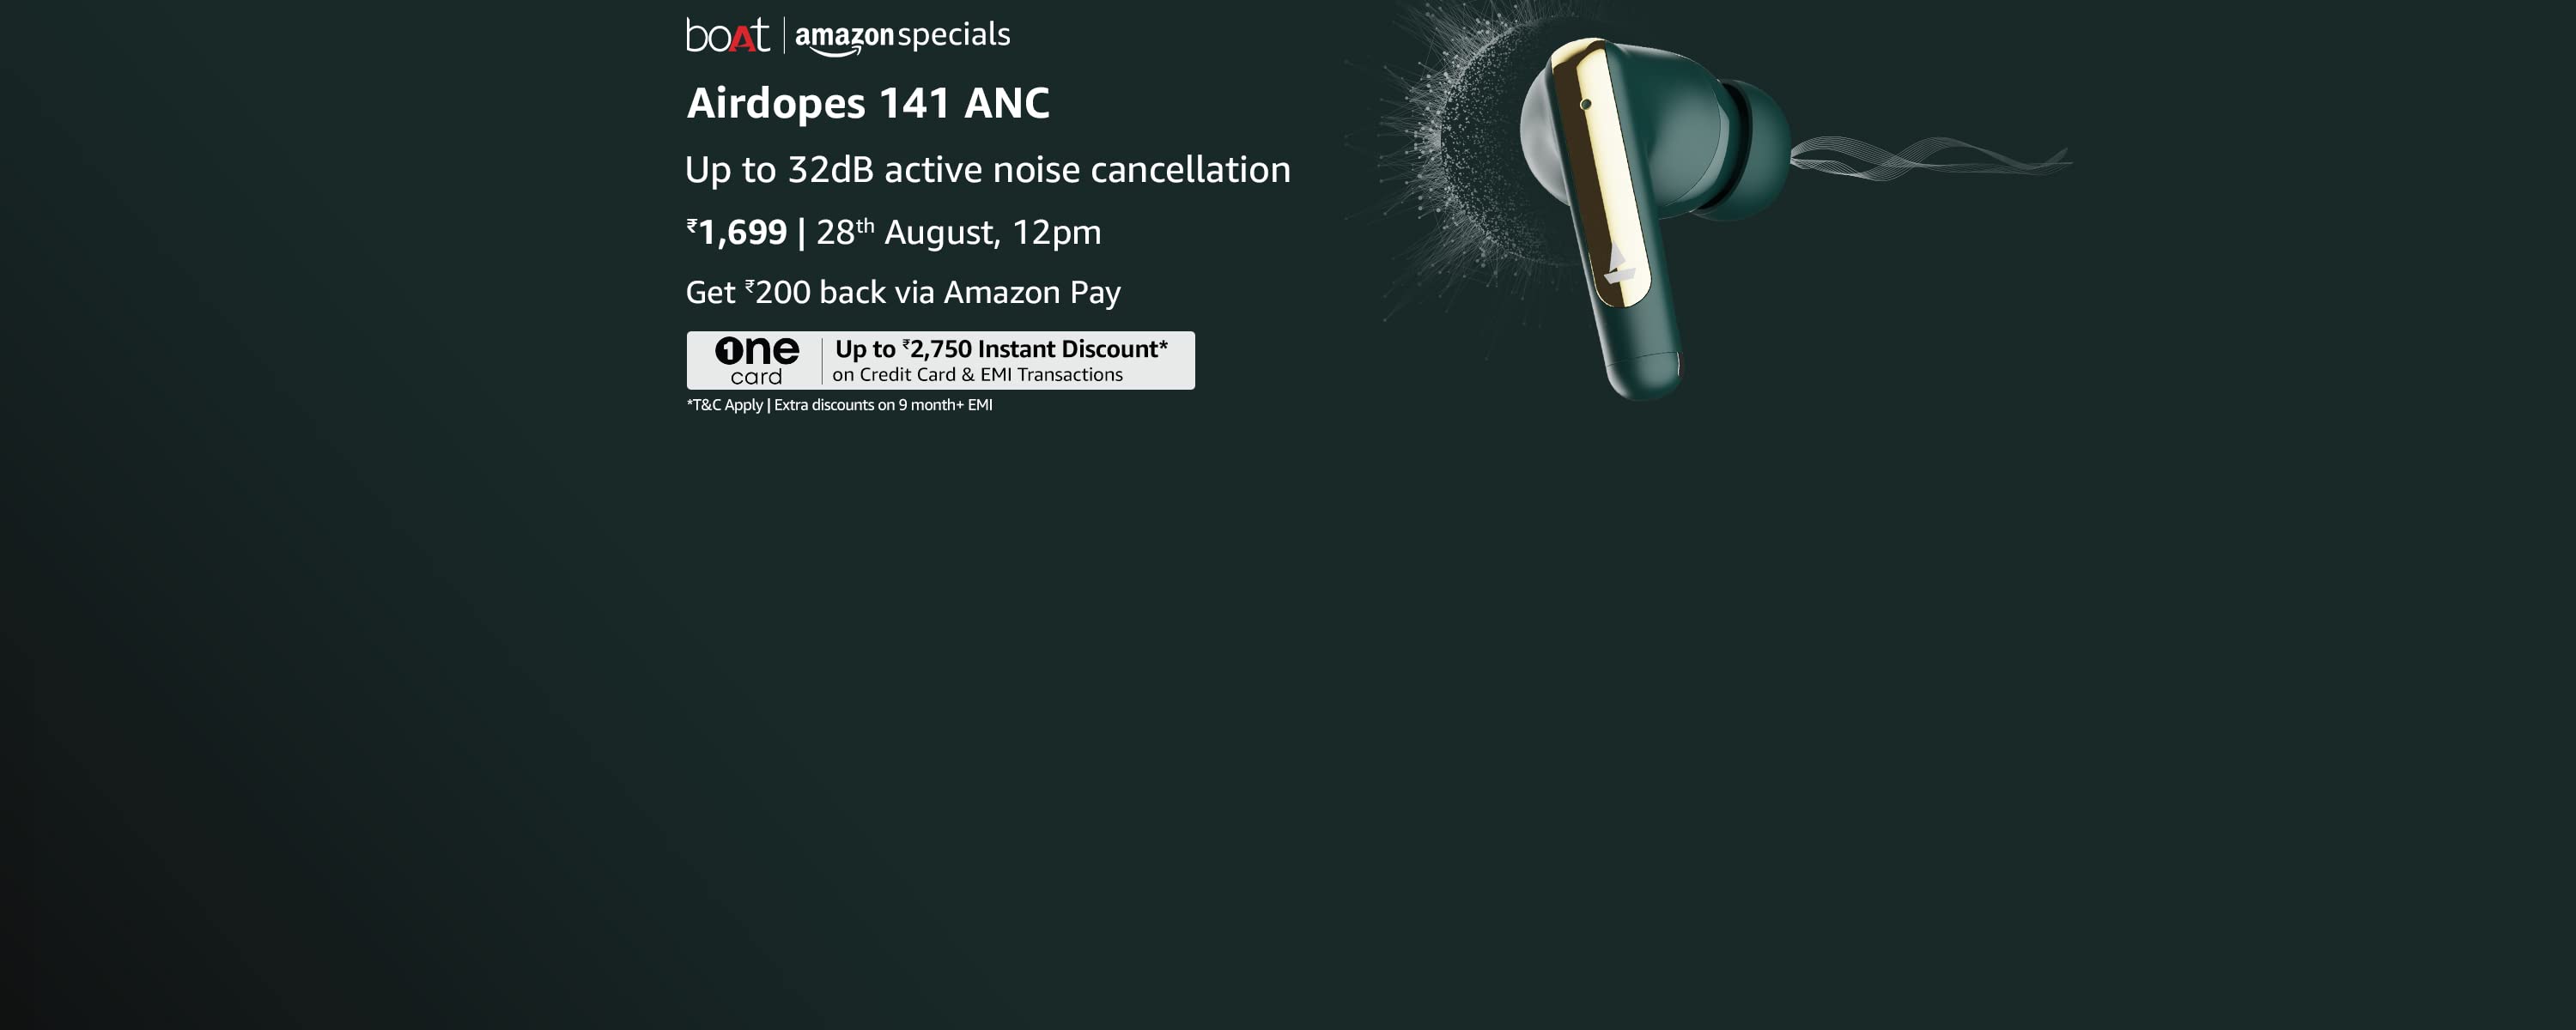 boAt | amazon specials
Airdopes 141 ANC
Up to 32dB active noise cancellation
₹1,699 | 28th August, 12pm
Get ₹200 back via Amazon Pay
1ne card | Up to ₹2,750 Instant Discount*
on Credit Card & EMI Transactions
*T&C Apply | Extra discounts on 9 month+ EMI